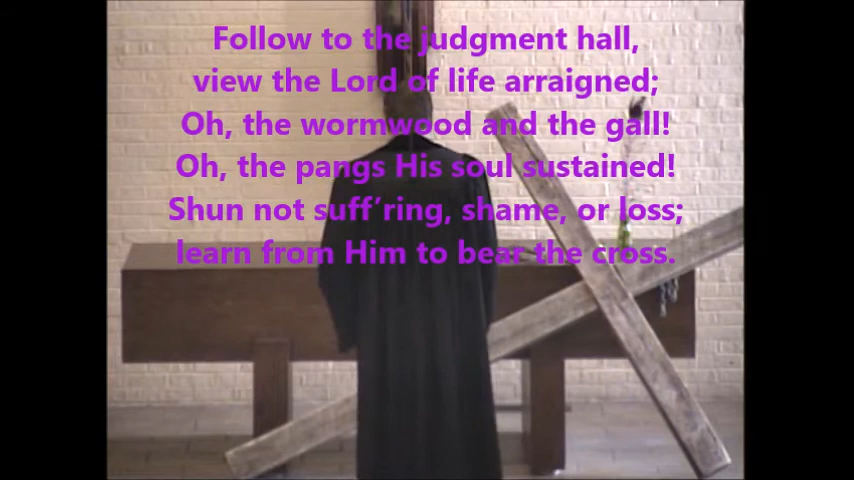 Follow to the judgment hall,
view the Lord of life arraigned;
Oh, the wormwood and the gall!
Oh, the pangs His soul sustained!
Shun not suff’ring, shame, or loss;
learn from Him to bear the cross.